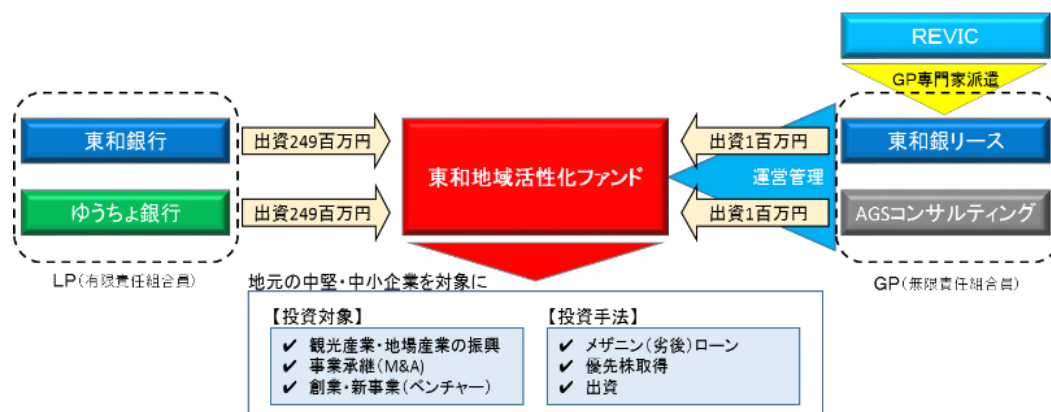 REVIC
GP専門家派遣
東和銀行
出資249百万円
東和地域活性化ファンド
出資1百万円
東和銀リース
運営管理
ゆうちょ銀行
出資249百万円
出資1百万円
AGSコンサルティング
LP(有限責任組合員)
GP(無限責任組合員)
地元の中堅・中小企業を対象に
【投資対象】
✔ 観光産業・地場産業の振興
✔ 事業承継(M&A)
✔ 創業・新事業(ベンチャー)
【投資手法】
✔ メザニン(劣後)ローン
✔ 優先株取得
✔ 出資